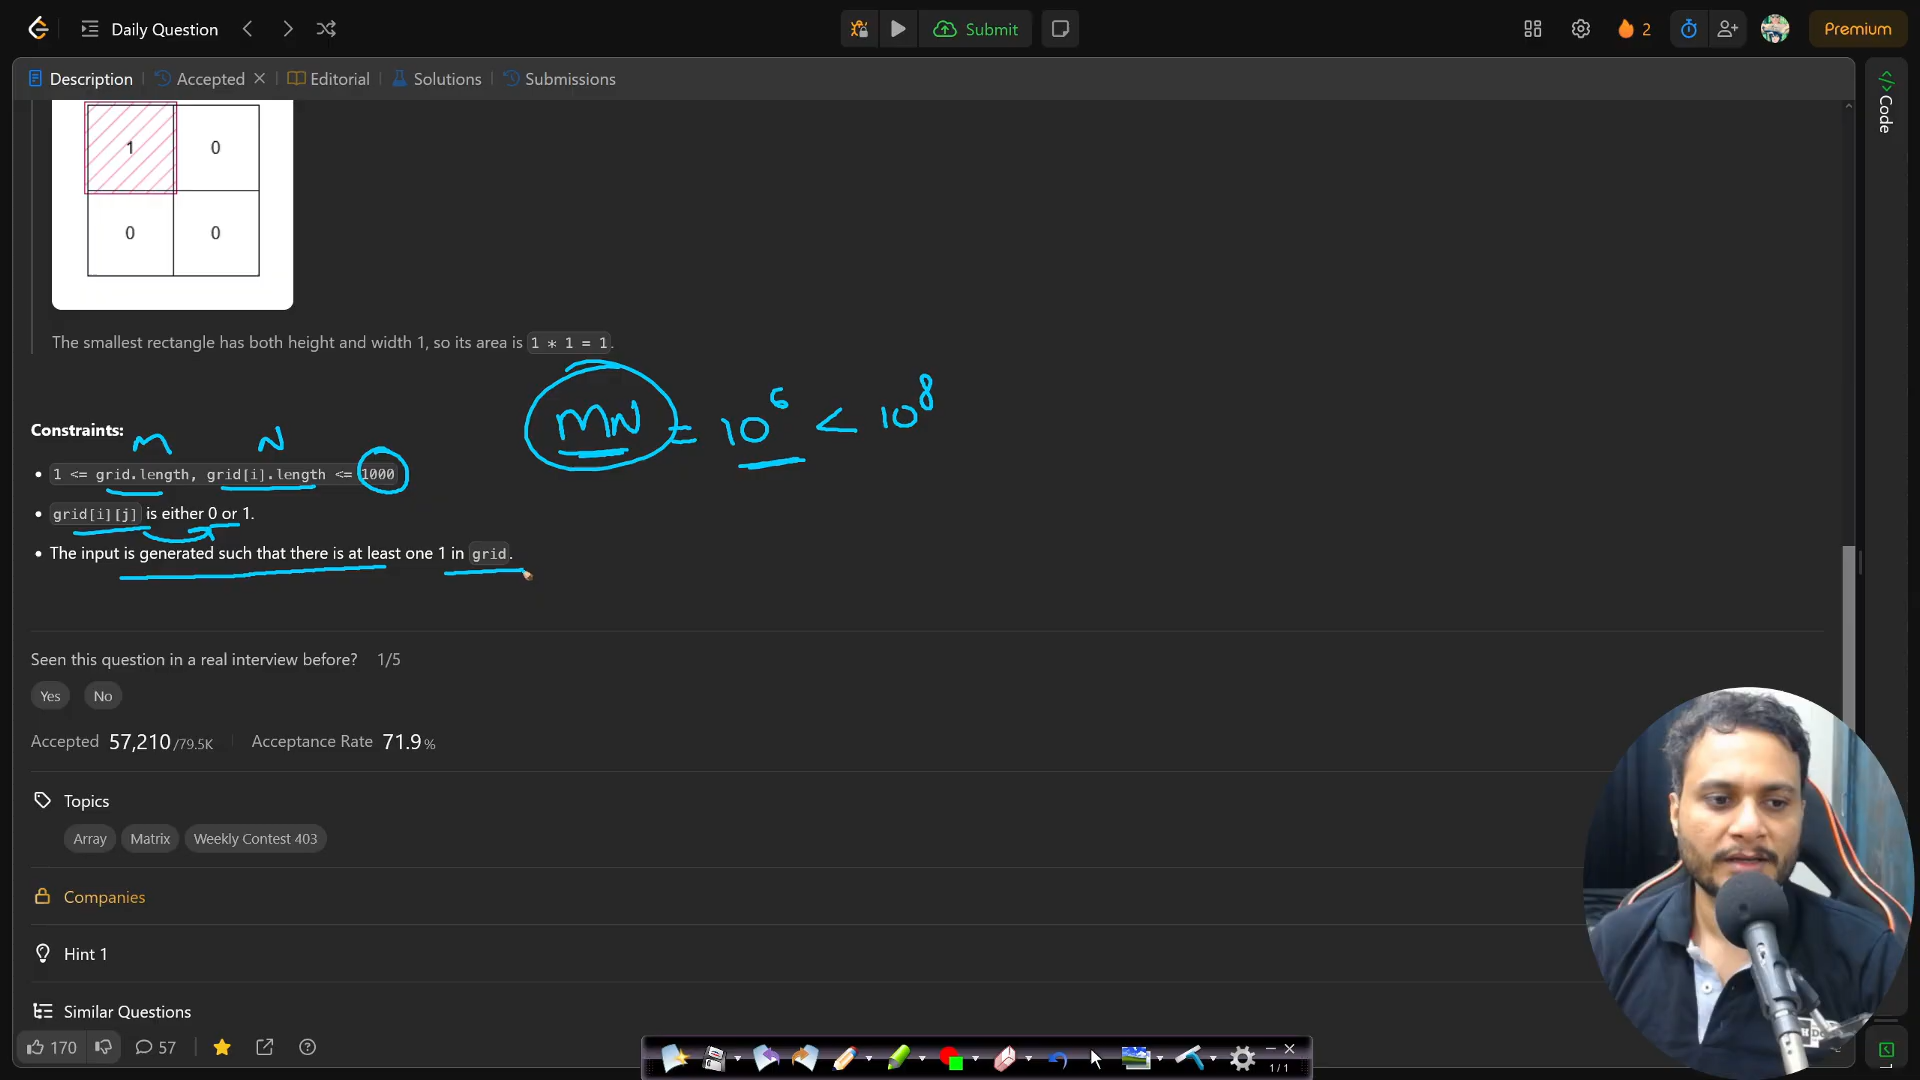 Daily Question
Submit
2
Premium
Description
Accepted
Editorial
Solutions
Submissions
Code
1 0
0 0
The smallest rectangle has both height and width 1, so its area is 1 * 1 = 1.
MN = 10^6 < 10^8
Constraints:
M N
1 <= grid.length, grid[i].length <= 1000
grid[i][j] is either 0 or 1.
The input is generated such that there is at least one 1 in grid.
Seen this question in a real interview before? 1/5
Yes No
Accepted 57,210/79.5K Acceptance Rate 71.9%
Topics
Array Matrix Weekly Contest 403
Companies
Hint 1
Similar Questions
170 57
1/1